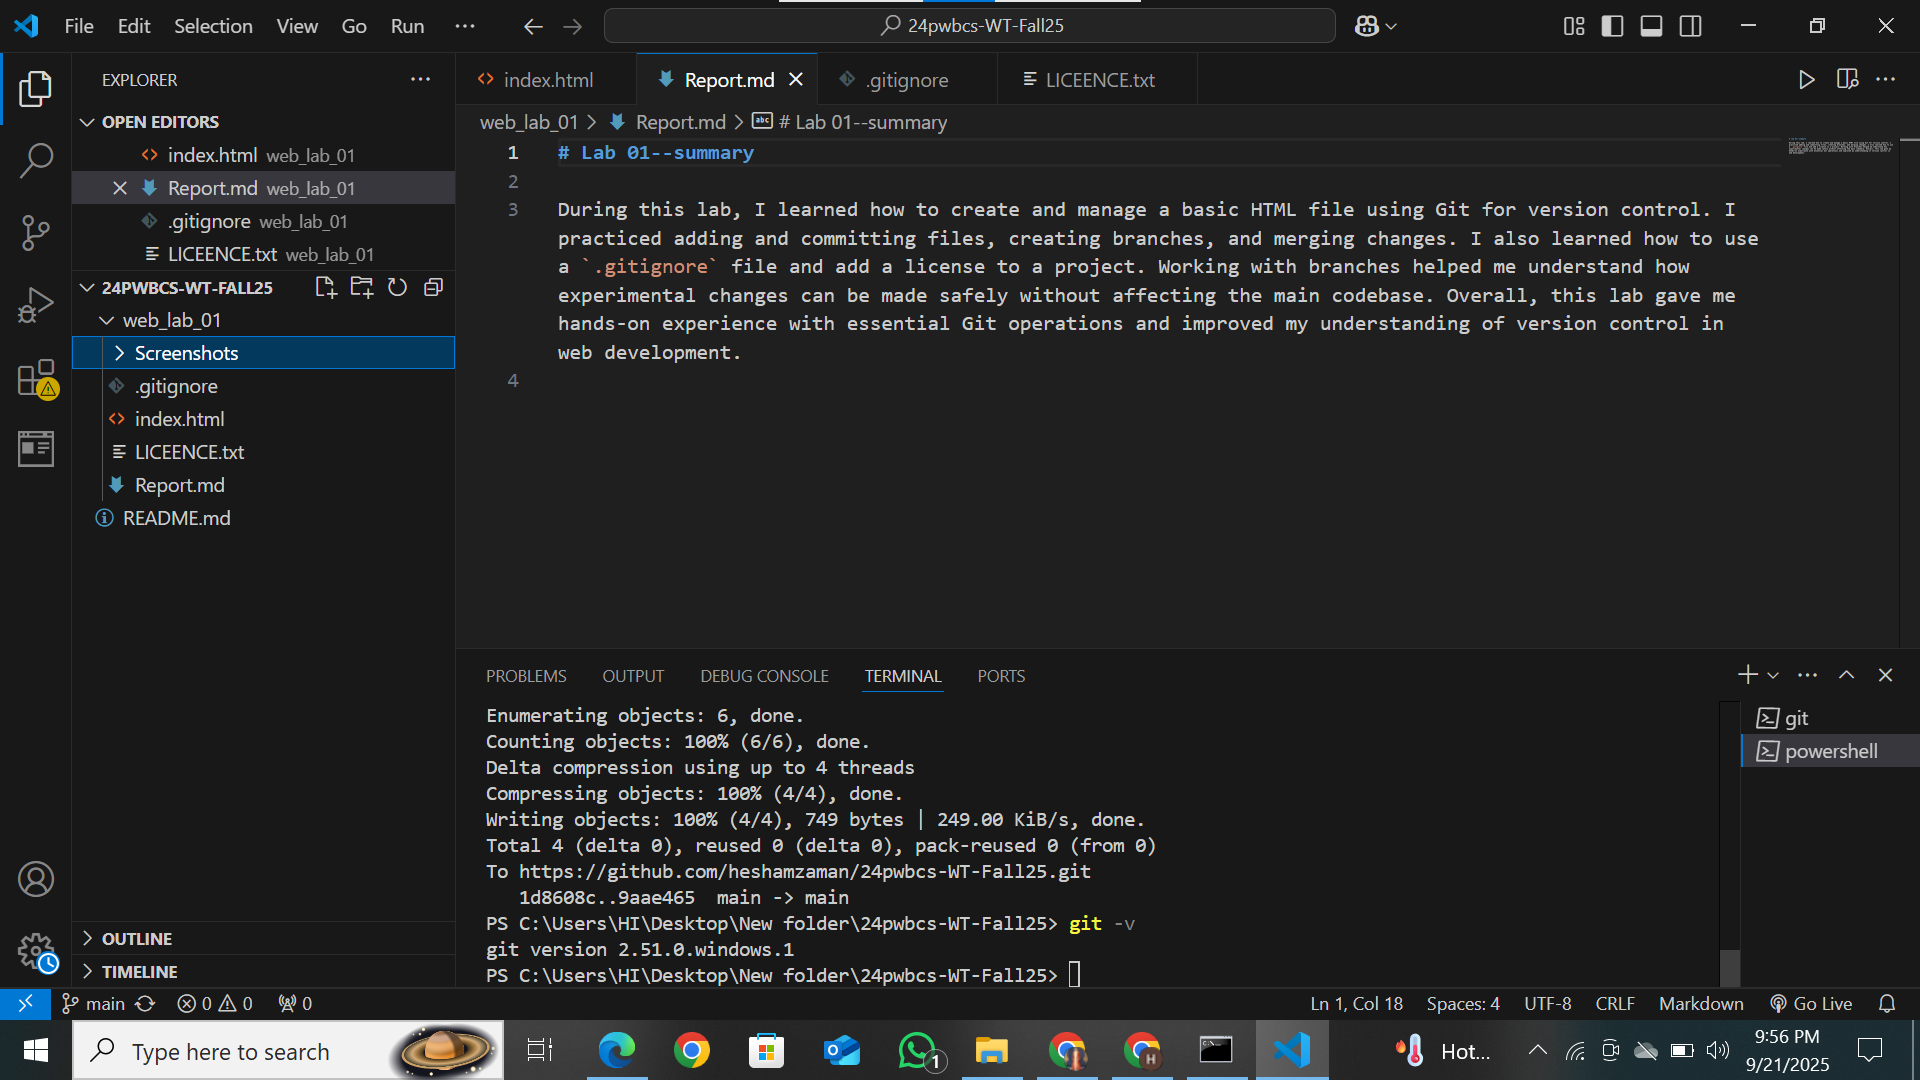 File Edit Selection View Go Run ··· 24pwbcs-WT-Fall25
EXPLORER
OPEN EDITORS
index.html web_lab_01
Report.md web_lab_01
.gitignore web_lab_01
LICEENCE.txt web_lab_01
24PWBCS-WT-FALL25
web_lab_01
Screenshots
.gitignore
index.html
LICEENCE.txt
Report.md
README.md
OUTLINE
TIMELINE
index.html Report.md .gitignore LICEENCE.txt
web_lab_01 > Report.md > # Lab 01--summary
1 # Lab 01--summary
2
3 During this lab, I learned how to create and manage a basic HTML file using Git for version control. I
practiced adding and committing files, creating branches, and merging changes. I also learned how to use
a `.gitignore` file and add a license to a project. Working with branches helped me understand how
experimental changes can be made safely without affecting the main codebase. Overall, this lab gave me
hands-on experience with essential Git operations and improved my understanding of version control in
web development.
4
PROBLEMS OUTPUT DEBUG CONSOLE TERMINAL PORTS
Enumerating objects: 6, done.
Counting objects: 100% (6/6), done.
Delta compression using up to 4 threads
Compressing objects: 100% (4/4), done.
Writing objects: 100% (4/4), 749 bytes | 249.00 KiB/s, done.
Total 4 (delta 0), reused 0 (delta 0), pack-reused 0 (from 0)
To https://github.com/heshamzaman/24pwbcs-WT-Fall25.git
1d8608c..9aae465  main -> main
PS C:\Users\HI\Desktop\New folder\24pwbcs-WT-Fall25> git -v
git version 2.51.0.windows.1
PS C:\Users\HI\Desktop\New folder\24pwbcs-WT-Fall25>
git
powershell
main 0 0 0 Ln 1, Col 18 Spaces: 4 UTF-8 CRLF Markdown Go Live
Type here to search 1 H Hot... 9:56 PM
9/21/2025